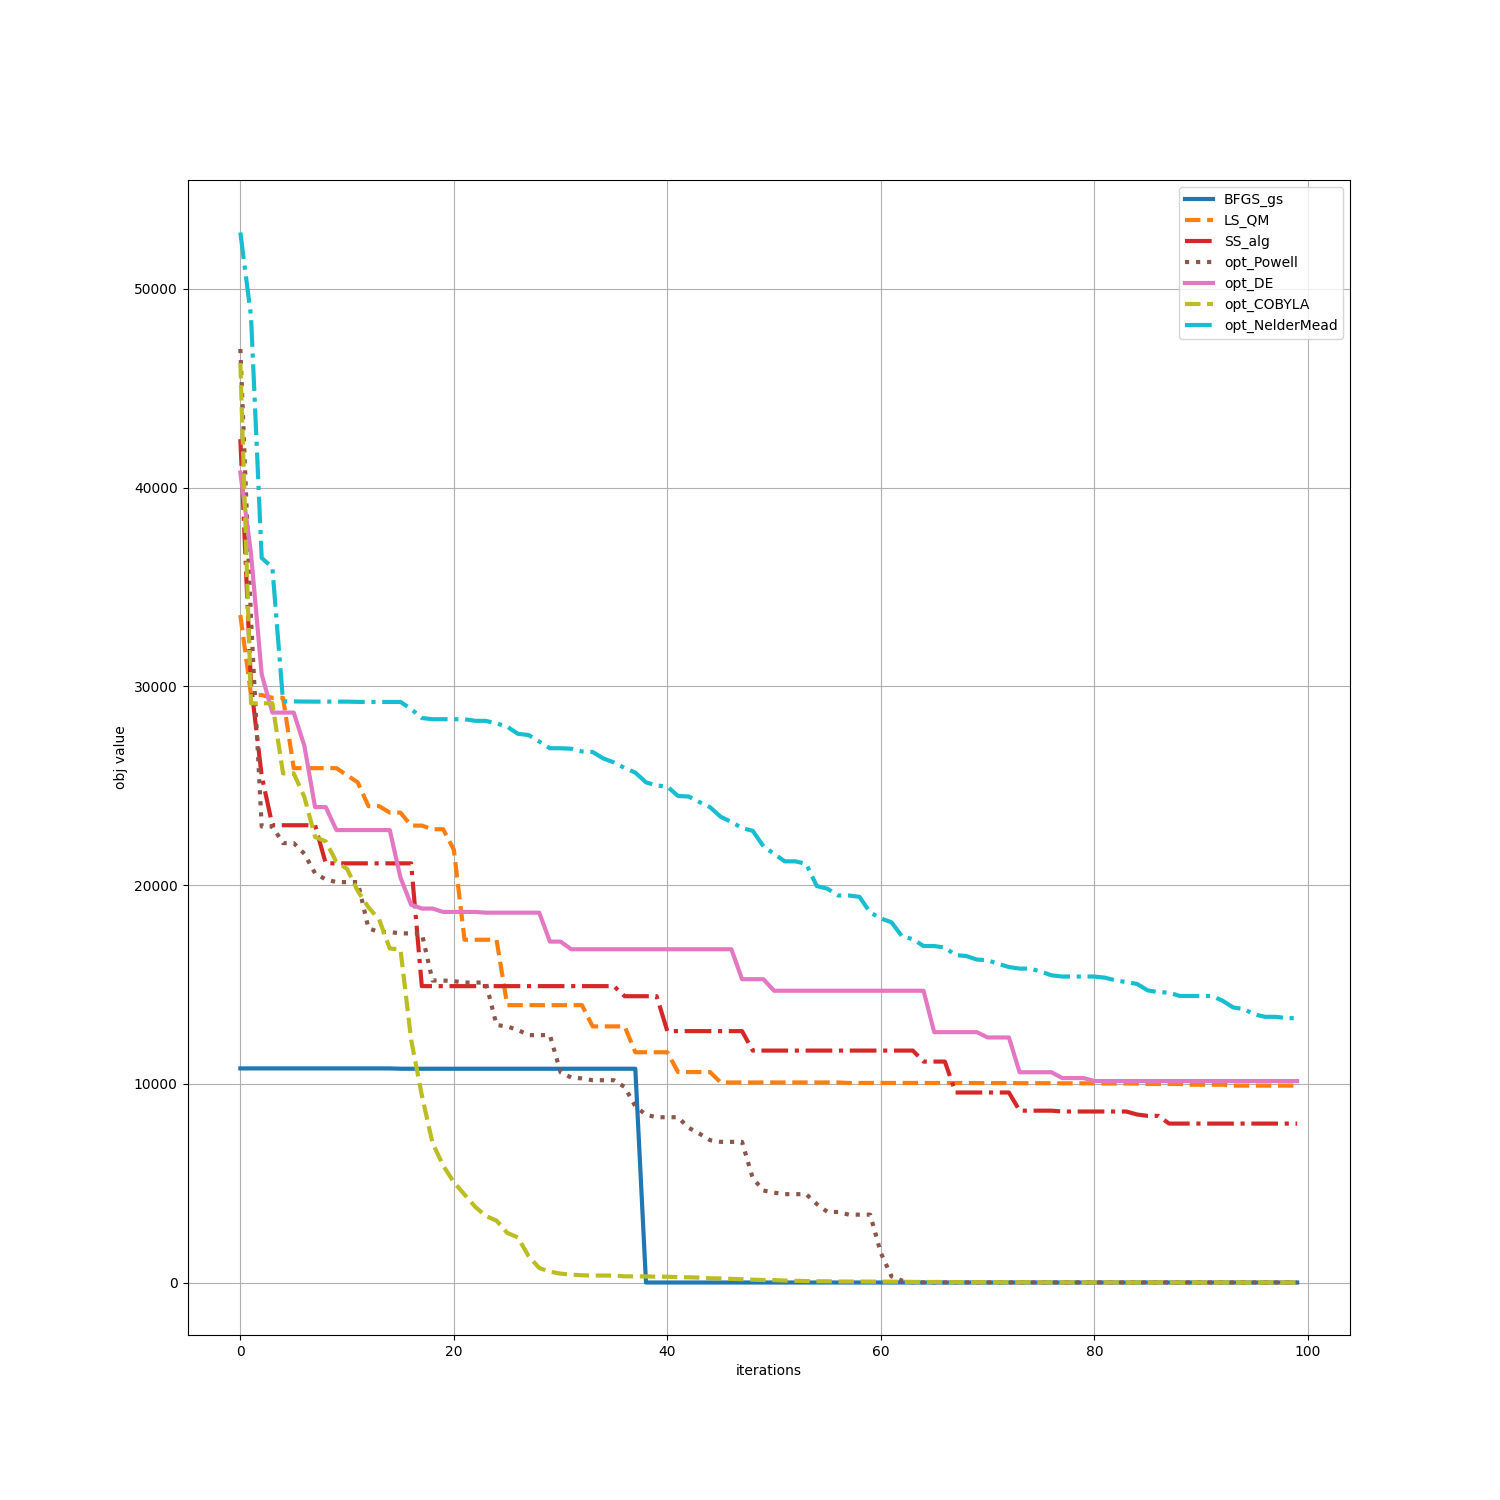 BFGS_gs
LS_QM
SS_alg
opt_Powell
opt_DE
opt_COBYLA
opt_NelderMead
50000
40000
30000
20000
10000
0
obj value
0 20 40 60 80 100
iterations